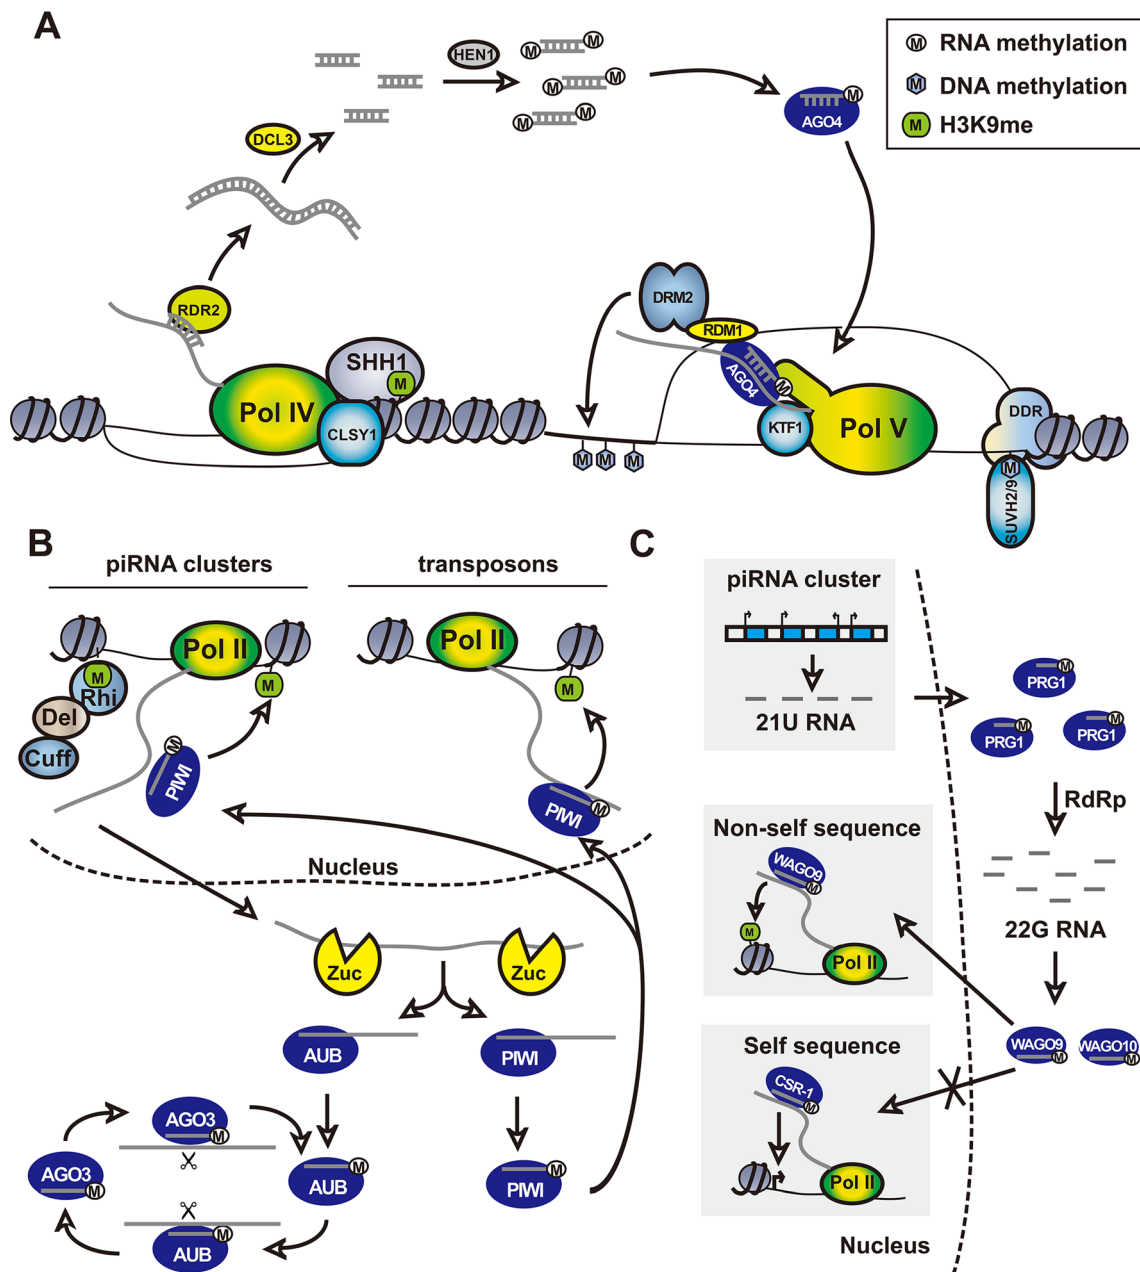 A
HEN1
M RNA methylation
M DNA methylation
M H3K9me
M
M
M
M
M
M
M
AGO4
DCL3
RDR2
DRM2
RDM1
SHH1
M
M
AGO4
Pol IV
CLSY1
KTF1
Pol V
DDR
M M M
M
SUVH2/9
B
piRNA clusters
transposons
Pol II
Pol II
M
Rhi
M
M
Del
Cuff
M
PIWI
PIWI
M
Nucleus
Zuc
Zuc
AUB
PIWI
AGO3
M
AGO3
M
M
AUB
M
PIWI
M
AUB
C
piRNA cluster
21U RNA
M
PRG1
M
PRG1
M
PRG1
RdRp
22G RNA
Non-self sequence
WAGO9
M
M
Pol II
WAGO9
M
WAGO10
M
Self sequence
CSR-1
M
Pol II
Nucleus